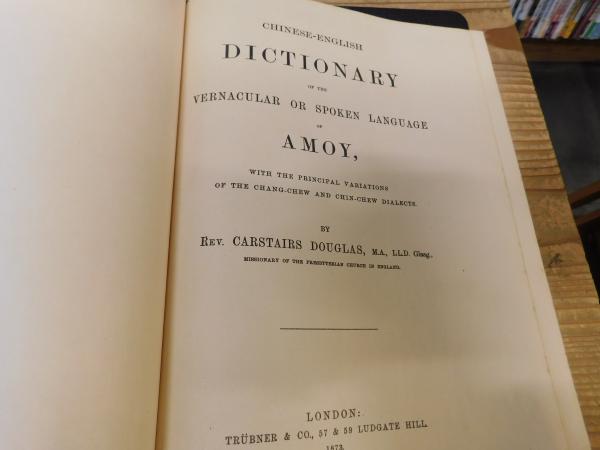 CHINESE-ENGLISH
DICTIONARY
OF THE
VERNACULAR OR SPOKEN LANGUAGE
OF
AMOY,
WITH THE PRINCIPAL VARIATIONS
OF THE CHANG-CHEW AND CHIN-CHEW DIALECTS.
BY
REV. CARSTAIRS DOUGLAS, M.A., LL.D. Glasg.,
MISSIONARY OF THE PRESBYTERIAN CHURCH IN ENGLAND.
LONDON:
TRÜBNER & CO., 57 & 59 LUDGATE HILL.
1873.